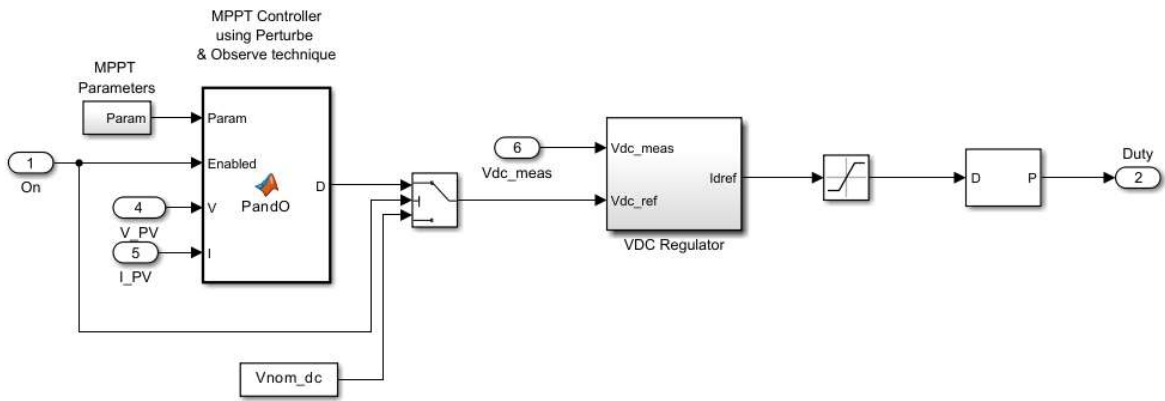 MPPT Controller
using Perturbe
& Observe technique
MPPT
Parameters
Param
Param
1
On
Enabled
PandO
D
4
V_PV
V
5
I_PV
I
Vnom_dc
6
Vdc_meas
Vdc_meas
Vdc_ref
Idref
VDC Regulator
D
P
Duty
2